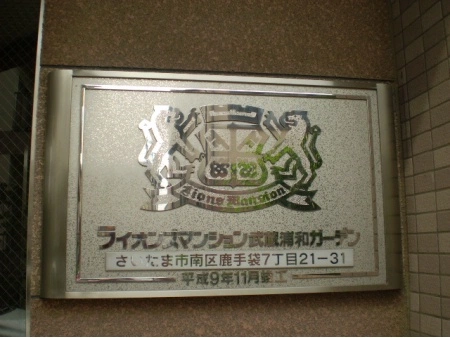 Lions Mansion
ライオンズマンション武蔵浦和ガーデン
さいたま市南区鹿手袋7丁目21-31
平成9年11月竣工